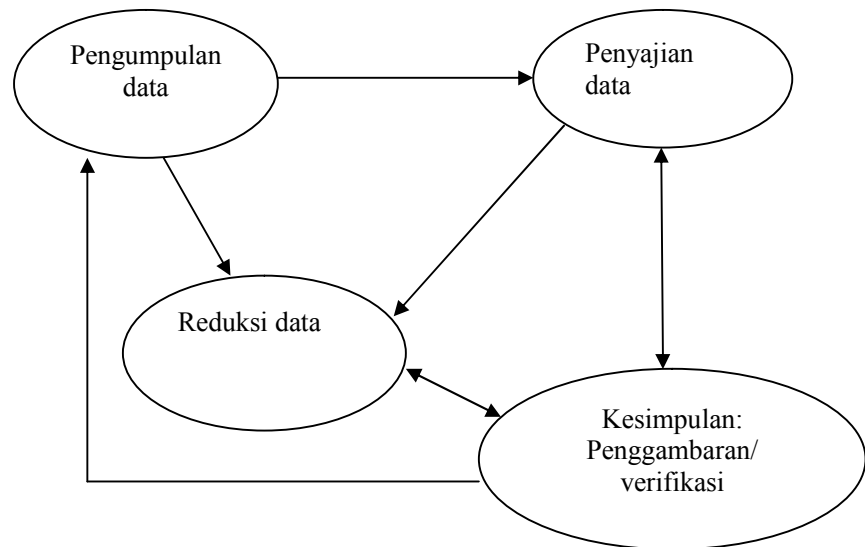 Pengumpulan
data
Penyajian
data
Reduksi data
Kesimpulan:
Penggambaran/
verifikasi